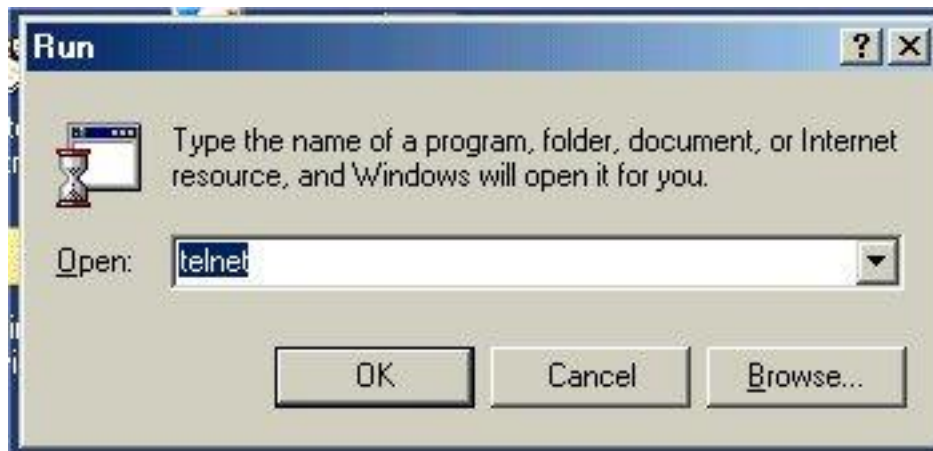 Run
Type the name of a program, folder, document, or Internet
resource, and Windows will open it for you.
Open:
telnet
OK
Cancel
Browse...